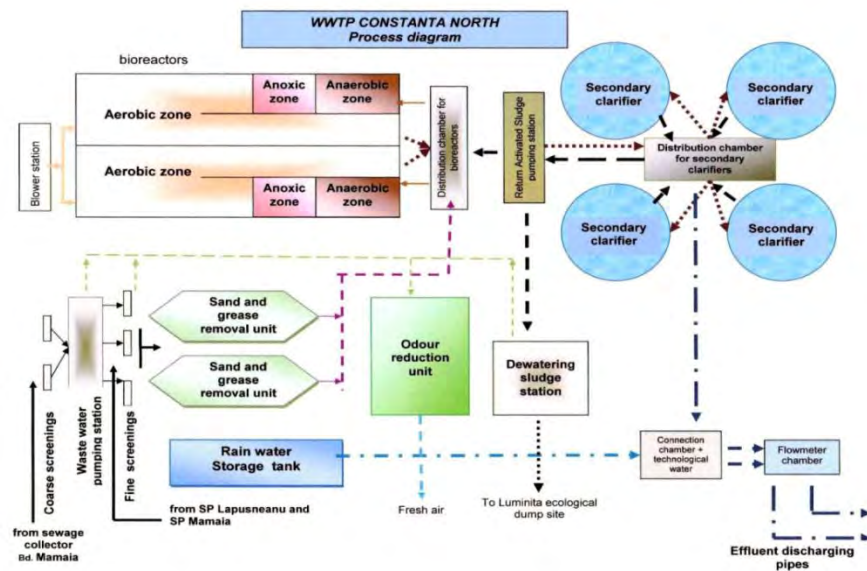 WWTP CONSTANTA NORTH
Process diagram
bioreactors
Anoxic
zone
Anaerobic
zone
Aerobic zone
Aerobic zone
Anoxic
zone
Anaerobic
zone
Blower station
Distribution chamber for
bioreactors
Return Activated Sludge
pumping station
Secondary
clarifier
Secondary
clarifier
Distribution chamber
for secondary
clarifiers
Secondary
clarifier
Secondary
clarifier
Coarse screenings
Waste water
pumping station
Fine screenings
Sand and
grease
removal unit
Sand and
grease
removal unit
Odour
reduction
unit
Dewatering
sludge
station
Rain water
Storage tank
Connection
chamber +
technological
water
Flowmeter
chamber
from sewage
collector
Bd. Mamaia
from SP Lapusneanu and
SP Mamaia
Fresh air
To Luminita ecological
dump site
Effluent discharging
pipes